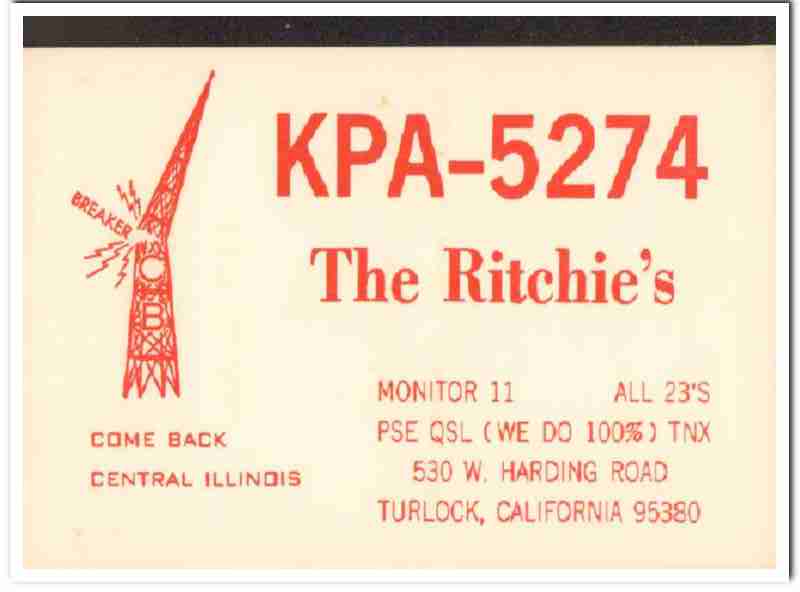 KPA-5274
The Ritchie's
BREAKER
C
B
MONITOR 11 ALL 23'S
PSE QSL (WE DO 100%) TNX
530 W. HARDING ROAD
TURLOCK, CALIFORNIA 95380
COME BACK
CENTRAL ILLINOIS